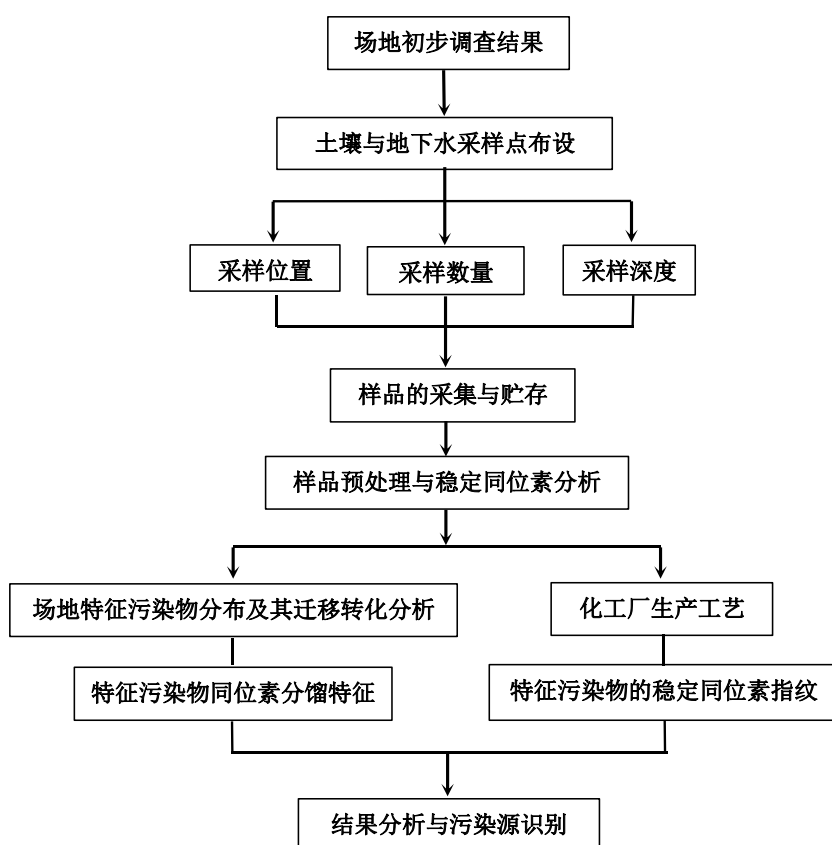 场地初步调查结果
土壤与地下水采样点布设
采样位置
采样数量
采样深度
样品的采集与贮存
样品预处理与稳定同位素分析
场地特征污染物分布及其迁移转化分析
化工厂生产工艺
特征污染物同位素分馏特征
特征污染物的稳定同位素指纹
结果分析与污染源识别